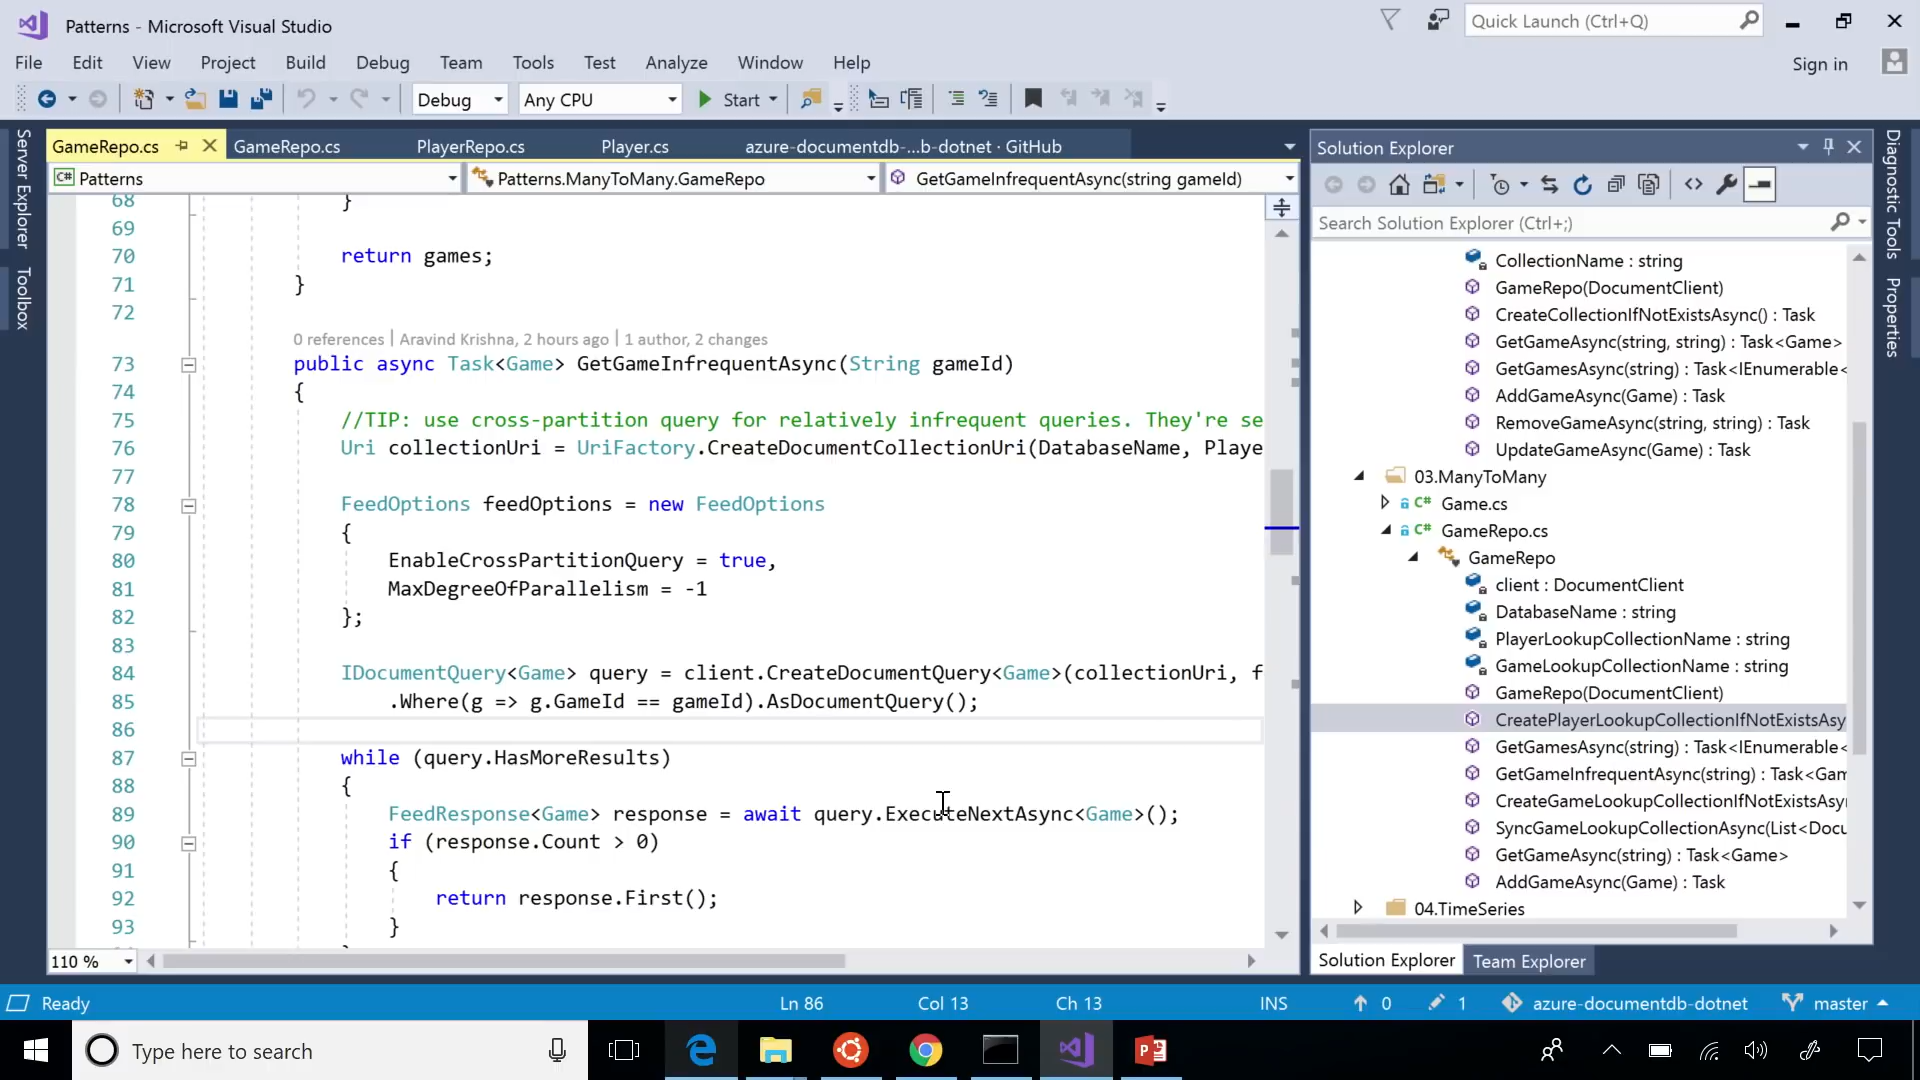 Patterns - Microsoft Visual Studio
Quick Launch (Ctrl+Q)
File Edit View Project Build Debug Team Tools Test Analyze Window Help
Sign in
Debug Any CPU Start
GameRepo.cs GameRepo.cs PlayerRepo.cs Player.cs azure-documentdb-...b-dotnet · GitHub
Patterns Patterns.ManyToMany.GameRepo GetGameInfrequentAsync(string gameId)
Server Explorer
Toolbox
68 }
69
70 return games;
71 }
72
0 references | Aravind Krishna, 2 hours ago | 1 author, 2 changes
73 public async Task<Game> GetGameInfrequentAsync(String gameId)
74 {
75 //TIP: use cross-partition query for relatively infrequent queries. They're se
76 Uri collectionUri = UriFactory.CreateDocumentCollectionUri(DatabaseName, Playe
77
78 FeedOptions feedOptions = new FeedOptions
79 {
80 EnableCrossPartitionQuery = true,
81 MaxDegreeOfParallelism = -1
82 };
83
84 IDocumentQuery<Game> query = client.CreateDocumentQuery<Game>(collectionUri, f
85 .Where(g => g.GameId == gameId).AsDocumentQuery();
86
87 while (query.HasMoreResults)
88 {
89 FeedResponse<Game> response = await query.ExecuteNextAsync<Game>();
90 if (response.Count > 0)
91 {
92 return response.First();
93 }
110 %
Solution Explorer
Search Solution Explorer (Ctrl+;)
CollectionName : string
GameRepo(DocumentClient)
CreateCollectionIfNotExistsAsync() : Task
GetGameAsync(string, string) : Task<Game>
GetGamesAsync(string) : Task<IEnumerable<
AddGameAsync(Game) : Task
RemoveGameAsync(string, string) : Task
UpdateGameAsync(Game) : Task
03.ManyToMany
C# Game.cs
C# GameRepo.cs
GameRepo
client : DocumentClient
DatabaseName : string
PlayerLookupCollectionName : string
GameLookupCollectionName : string
GameRepo(DocumentClient)
CreatePlayerLookupCollectionIfNotExistsAsy
GetGamesAsync(string) : Task<IEnumerable<
GetGameInfrequentAsync(string) : Task<Gam
CreateGameLookupCollectionIfNotExistsAsy
SyncGameLookupCollectionAsync(List<Docu
GetGameAsync(string) : Task<Game>
AddGameAsync(Game) : Task
04.TimeSeries
Solution Explorer Team Explorer
Diagnostic Tools
Properties
Ready Ln 86 Col 13 Ch 13 INS 0 1 azure-documentdb-dotnet master
Type here to search